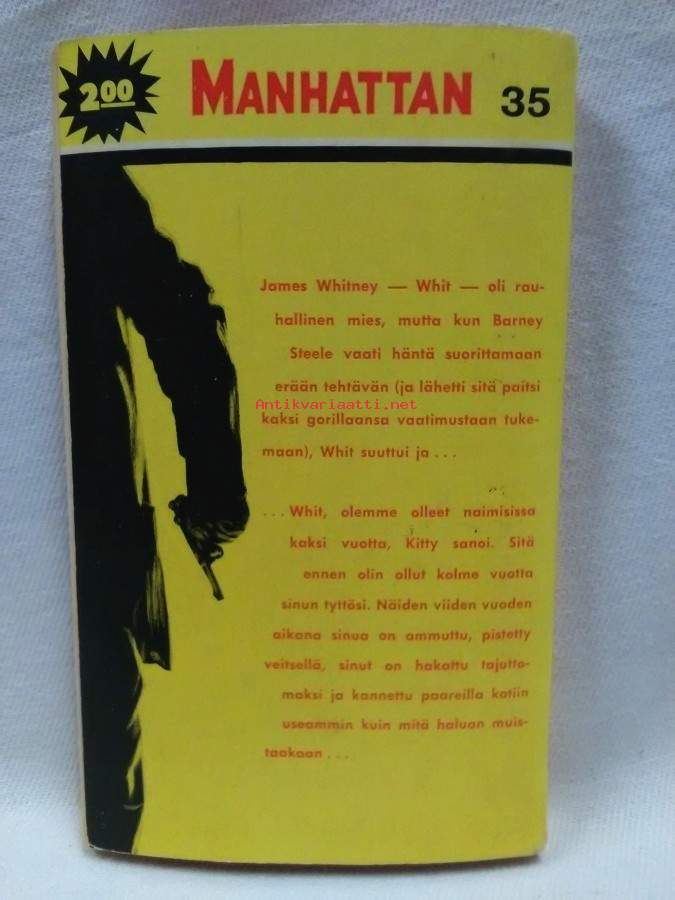 2 00 MANHATTAN 35
James Whitney — Whit — oli rau-
hallinen mies, mutta kun Barney
Steele vaati häntä suorittamaan
erään tehtävän (ja lähetti sitä paitsi
Antikvariaatti.net
kaksi gorillaansa vaatimustaan tuke-
maan), Whit suuttui ja . . .
. . . Whit, olemme olleet naimisissa
kaksi vuotta, Kitty sanoi. Sitä
ennen olin ollut kolme vuotta
sinun tyttösi. Näiden viiden vuoden
aikana sinua on ammuttu, pistetty
veitsellä, sinut on hakattu tajutto-
maksi ja kannettu paareilla kotiin
useammin kuin mitä haluan muis-
taakaan . . .